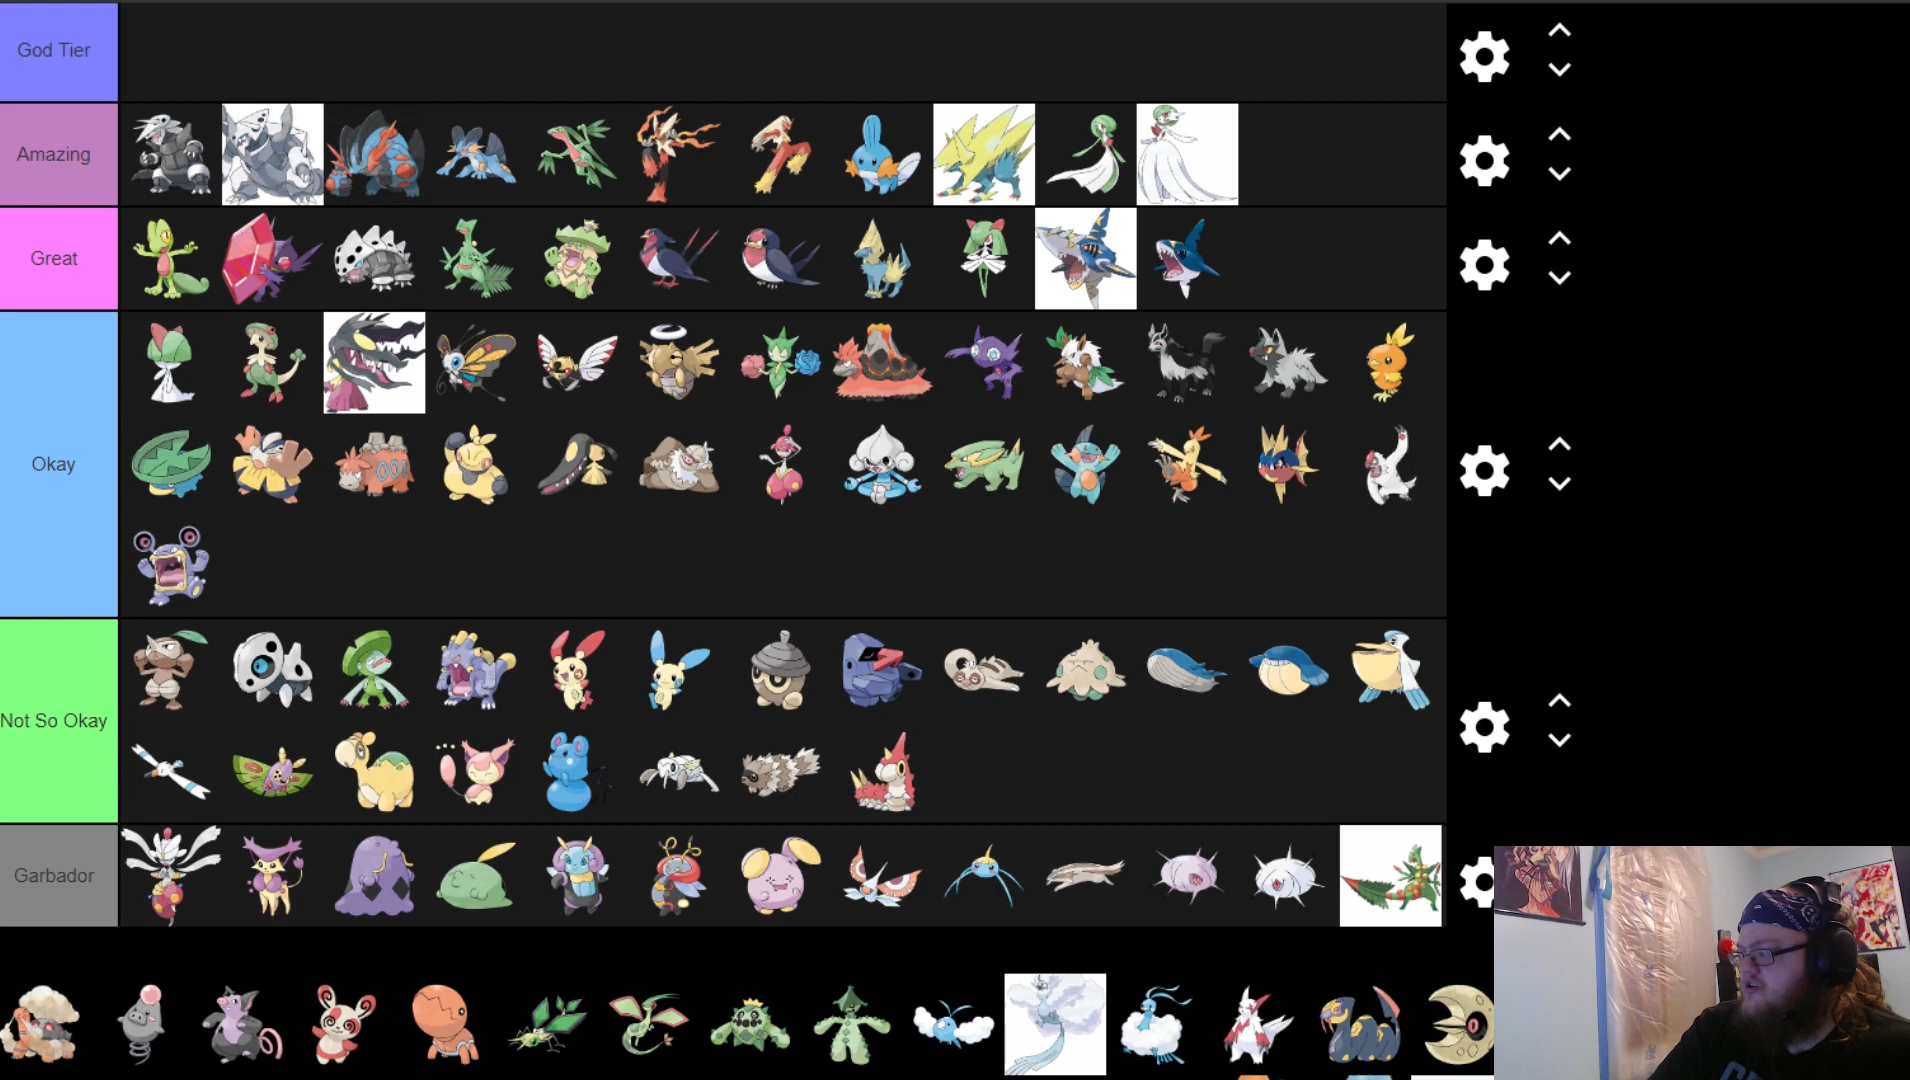 God Tier
Amazing
Great
Okay
Not So Okay
Garbador